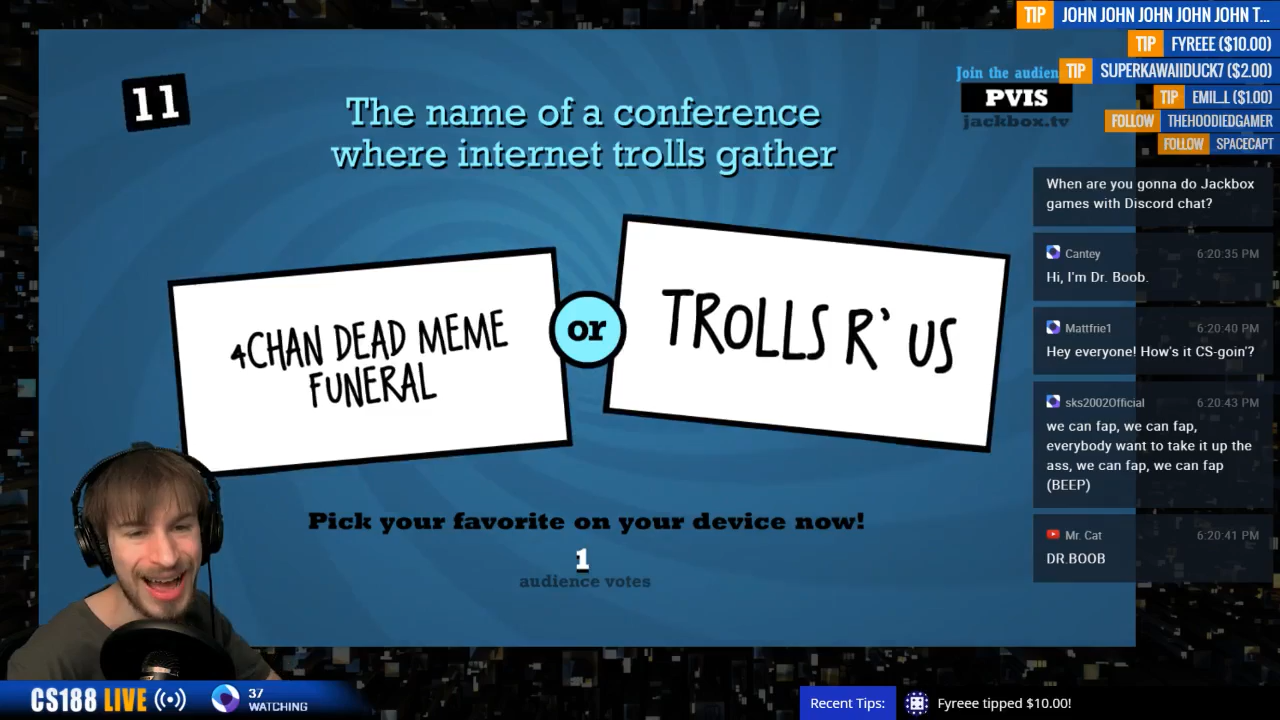 TIP JOHN JOHN JOHN JOHN JOHN T...
TIP FYREEE ($10.00)
TIP SUPERKAWAIIDUCK7 ($2.00)
TIP EMIL_L ($1.00)
FOLLOW THEHOODIEDGAMER
FOLLOW SPACECAPT
11
The name of a conference
where internet trolls gather
Join the audien
PVIS
jackbox.tv
4CHAN DEAD MEME
FUNERAL
or
TROLLS R' US
Pick your favorite on your device now!
1
audience votes
When are you gonna do Jackbox
games with Discord chat?
Cantey 6:20:35 PM
Hi, I'm Dr. Boob.
Mattfrie1 6:20:40 PM
Hey everyone! How's it CS-goin'?
sks2002Official 6:20:43 PM
we can fap, we can fap,
everybody want to take it up the
ass, we can fap, we can fap
(BEEP)
Mr. Cat 6:20:41 PM
DR.BOOB
CS188 LIVE
37
WATCHING
Recent Tips:
Fyreee tipped $10.00!